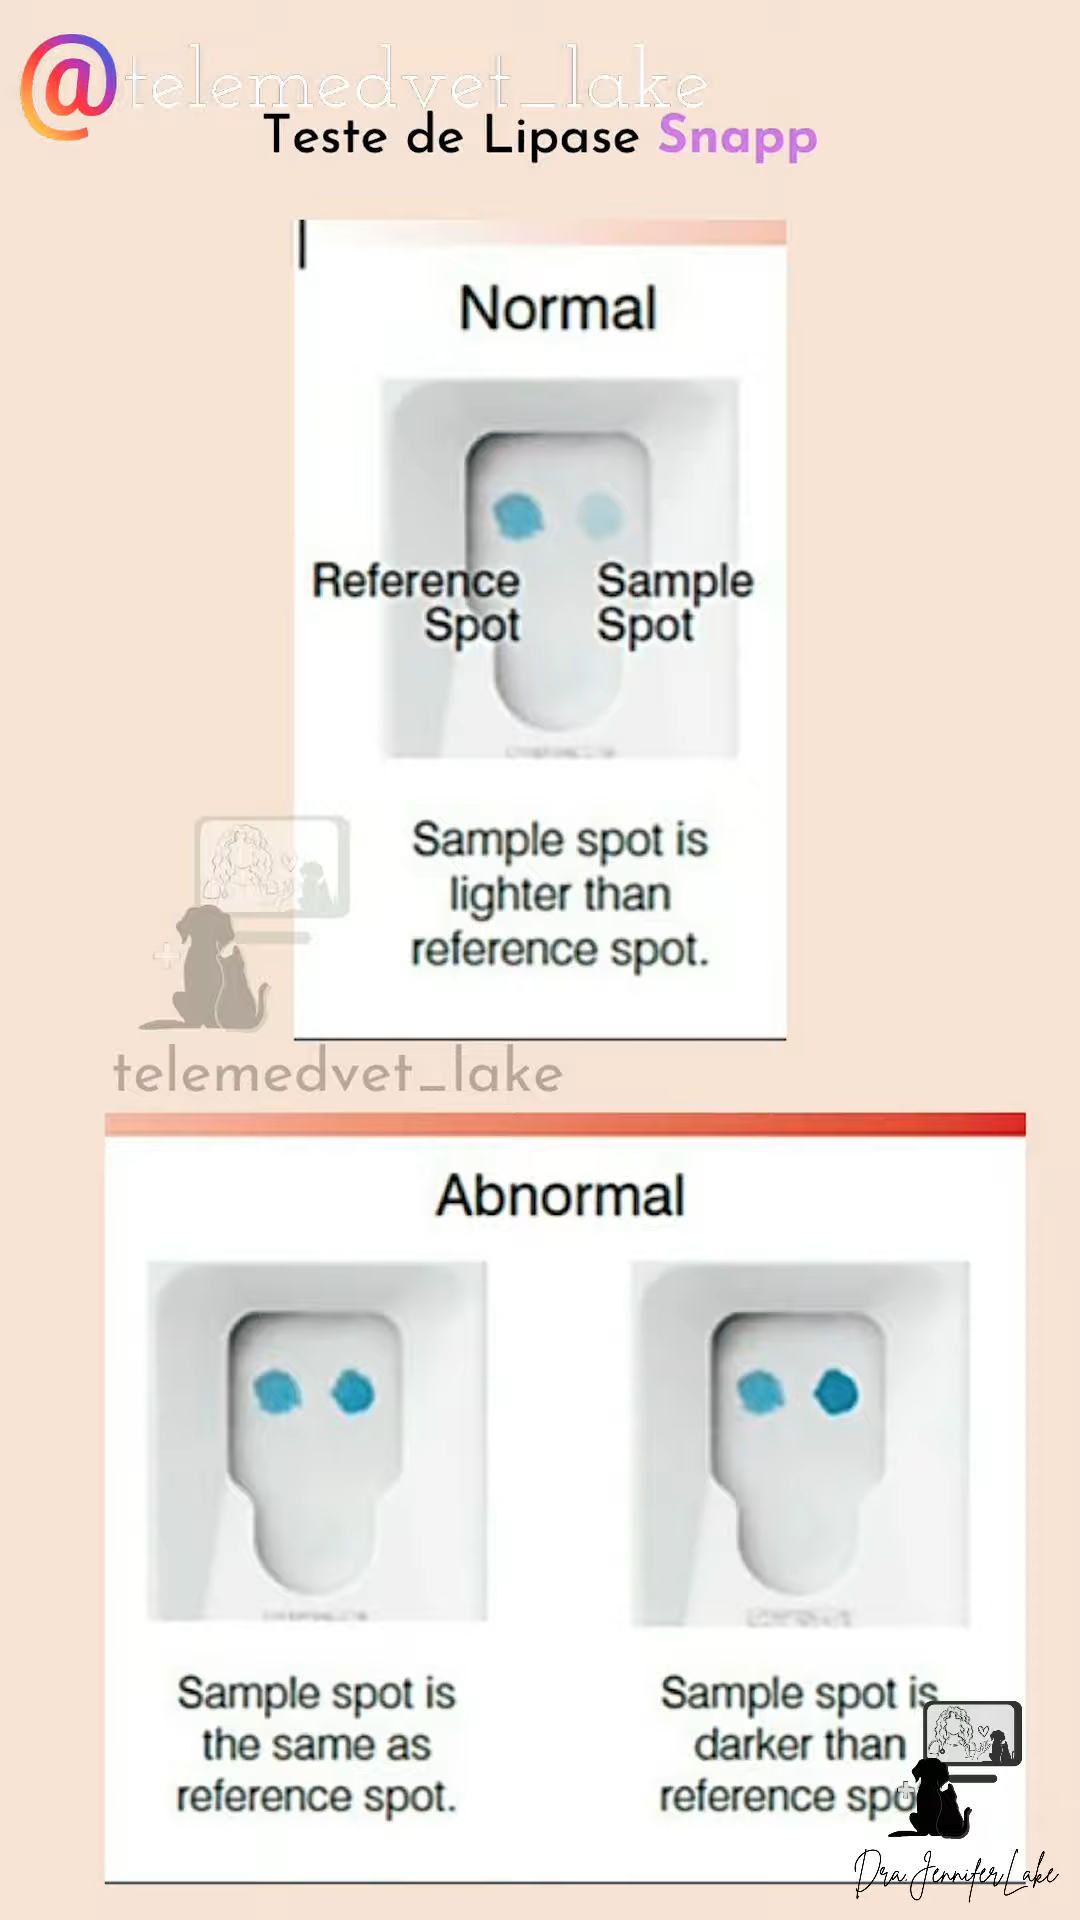 @telemedvet_lake
Teste de Lipase Snapp
Normal
Reference
Spot
Sample
Spot
Sample spot is
lighter than
reference spot.
telemedvet_lake
Abnormal
Sample spot is
the same as
reference spot.
Sample spot is
darker than
reference spo
Dra. Jennifer Lake